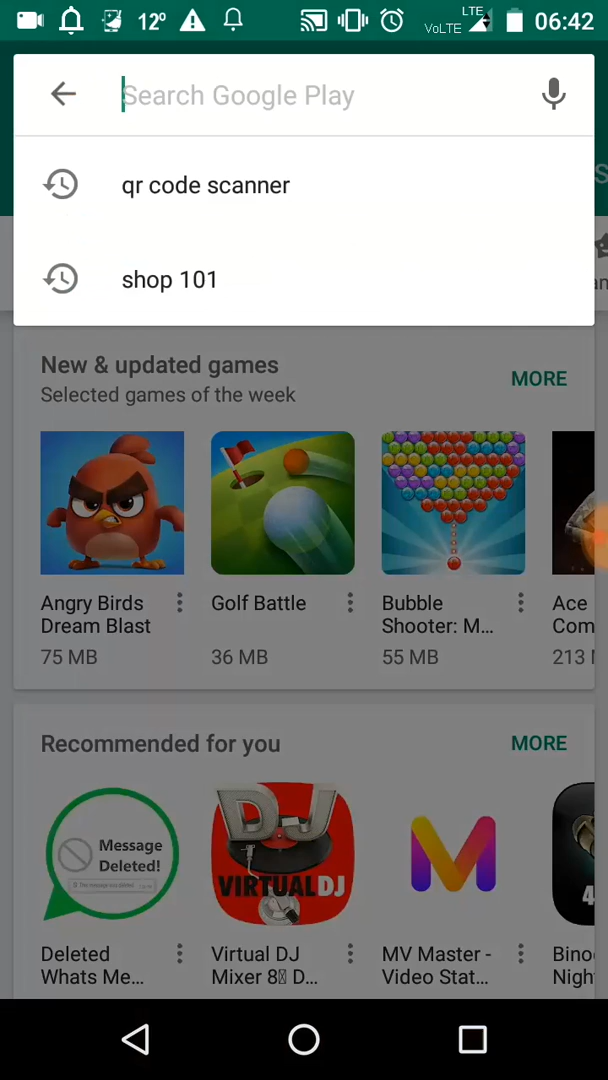 12° VoLTE LTE 06:42
Search Google Play
qr code scanner
shop 101
New & updated games
Selected games of the week
MORE
Angry Birds
Dream Blast
75 MB
Golf Battle
36 MB
Bubble
Shooter: M...
55 MB
Ace
Com
213
Recommended for you
MORE
Message
Deleted!
DJ
VIRTUAL DJ
M
Deleted
Whats Me...
Virtual DJ
Mixer 8 D...
MV Master -
Video Stat...
Bino
Nigh